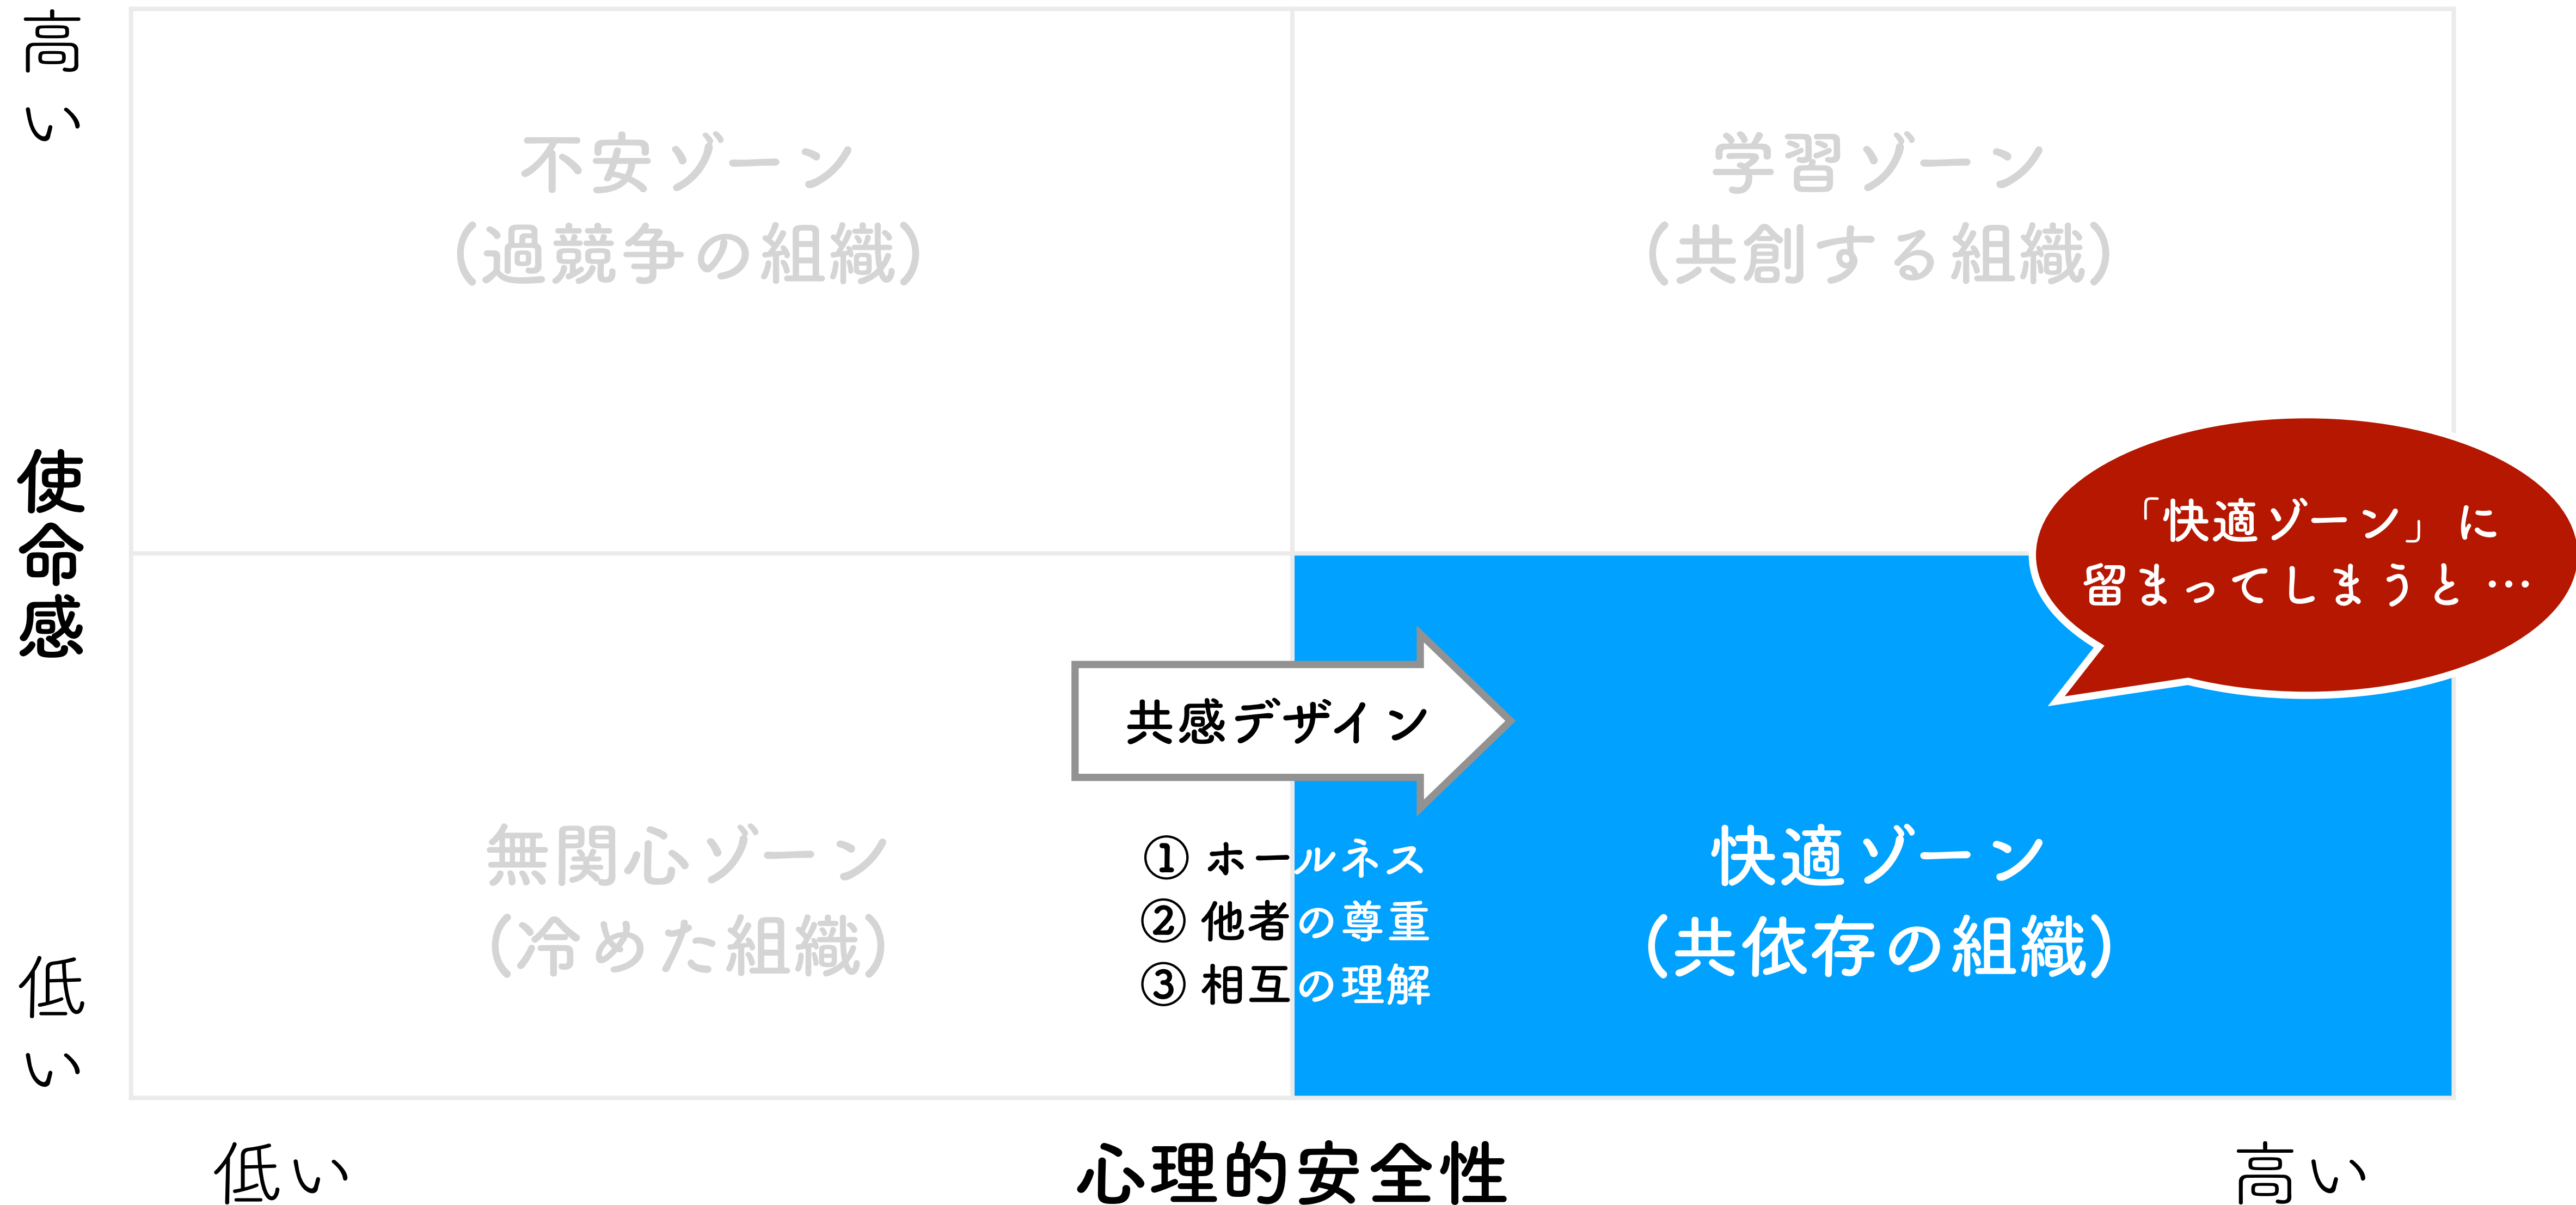 高い
不安ゾーン
（過競争の組織）
学習ゾーン
（共創する組織）
使命感
「快適ゾーン」に
留まってしまうと…
共感デザイン
① ホールネス
② 他者の尊重
③ 相互の理解
無関心ゾーン
（冷めた組織）
快適ゾーン
（共依存の組織）
低い
低い
心理的安全性
高い